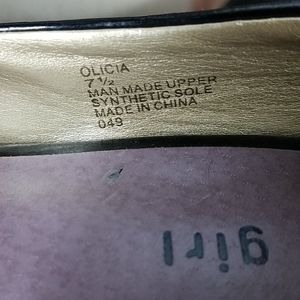 OLICIA
7 ½
MAN MADE UPPER
SYNTHETIC SOLE
MADE IN CHINA
049
girl